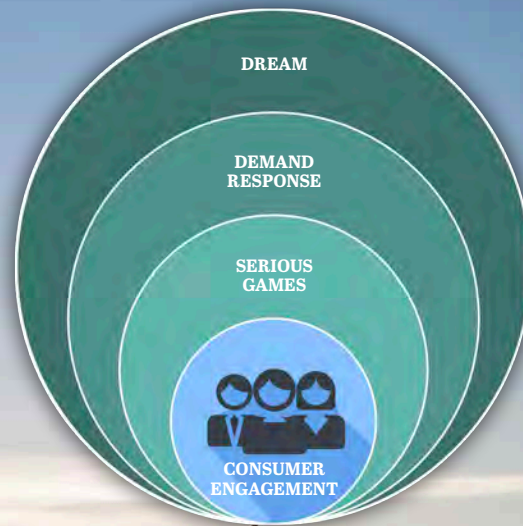 DREAM
DEMAND
RESPONSE
SERIOUS
GAMES
CONSUMER
ENGAGEMENT